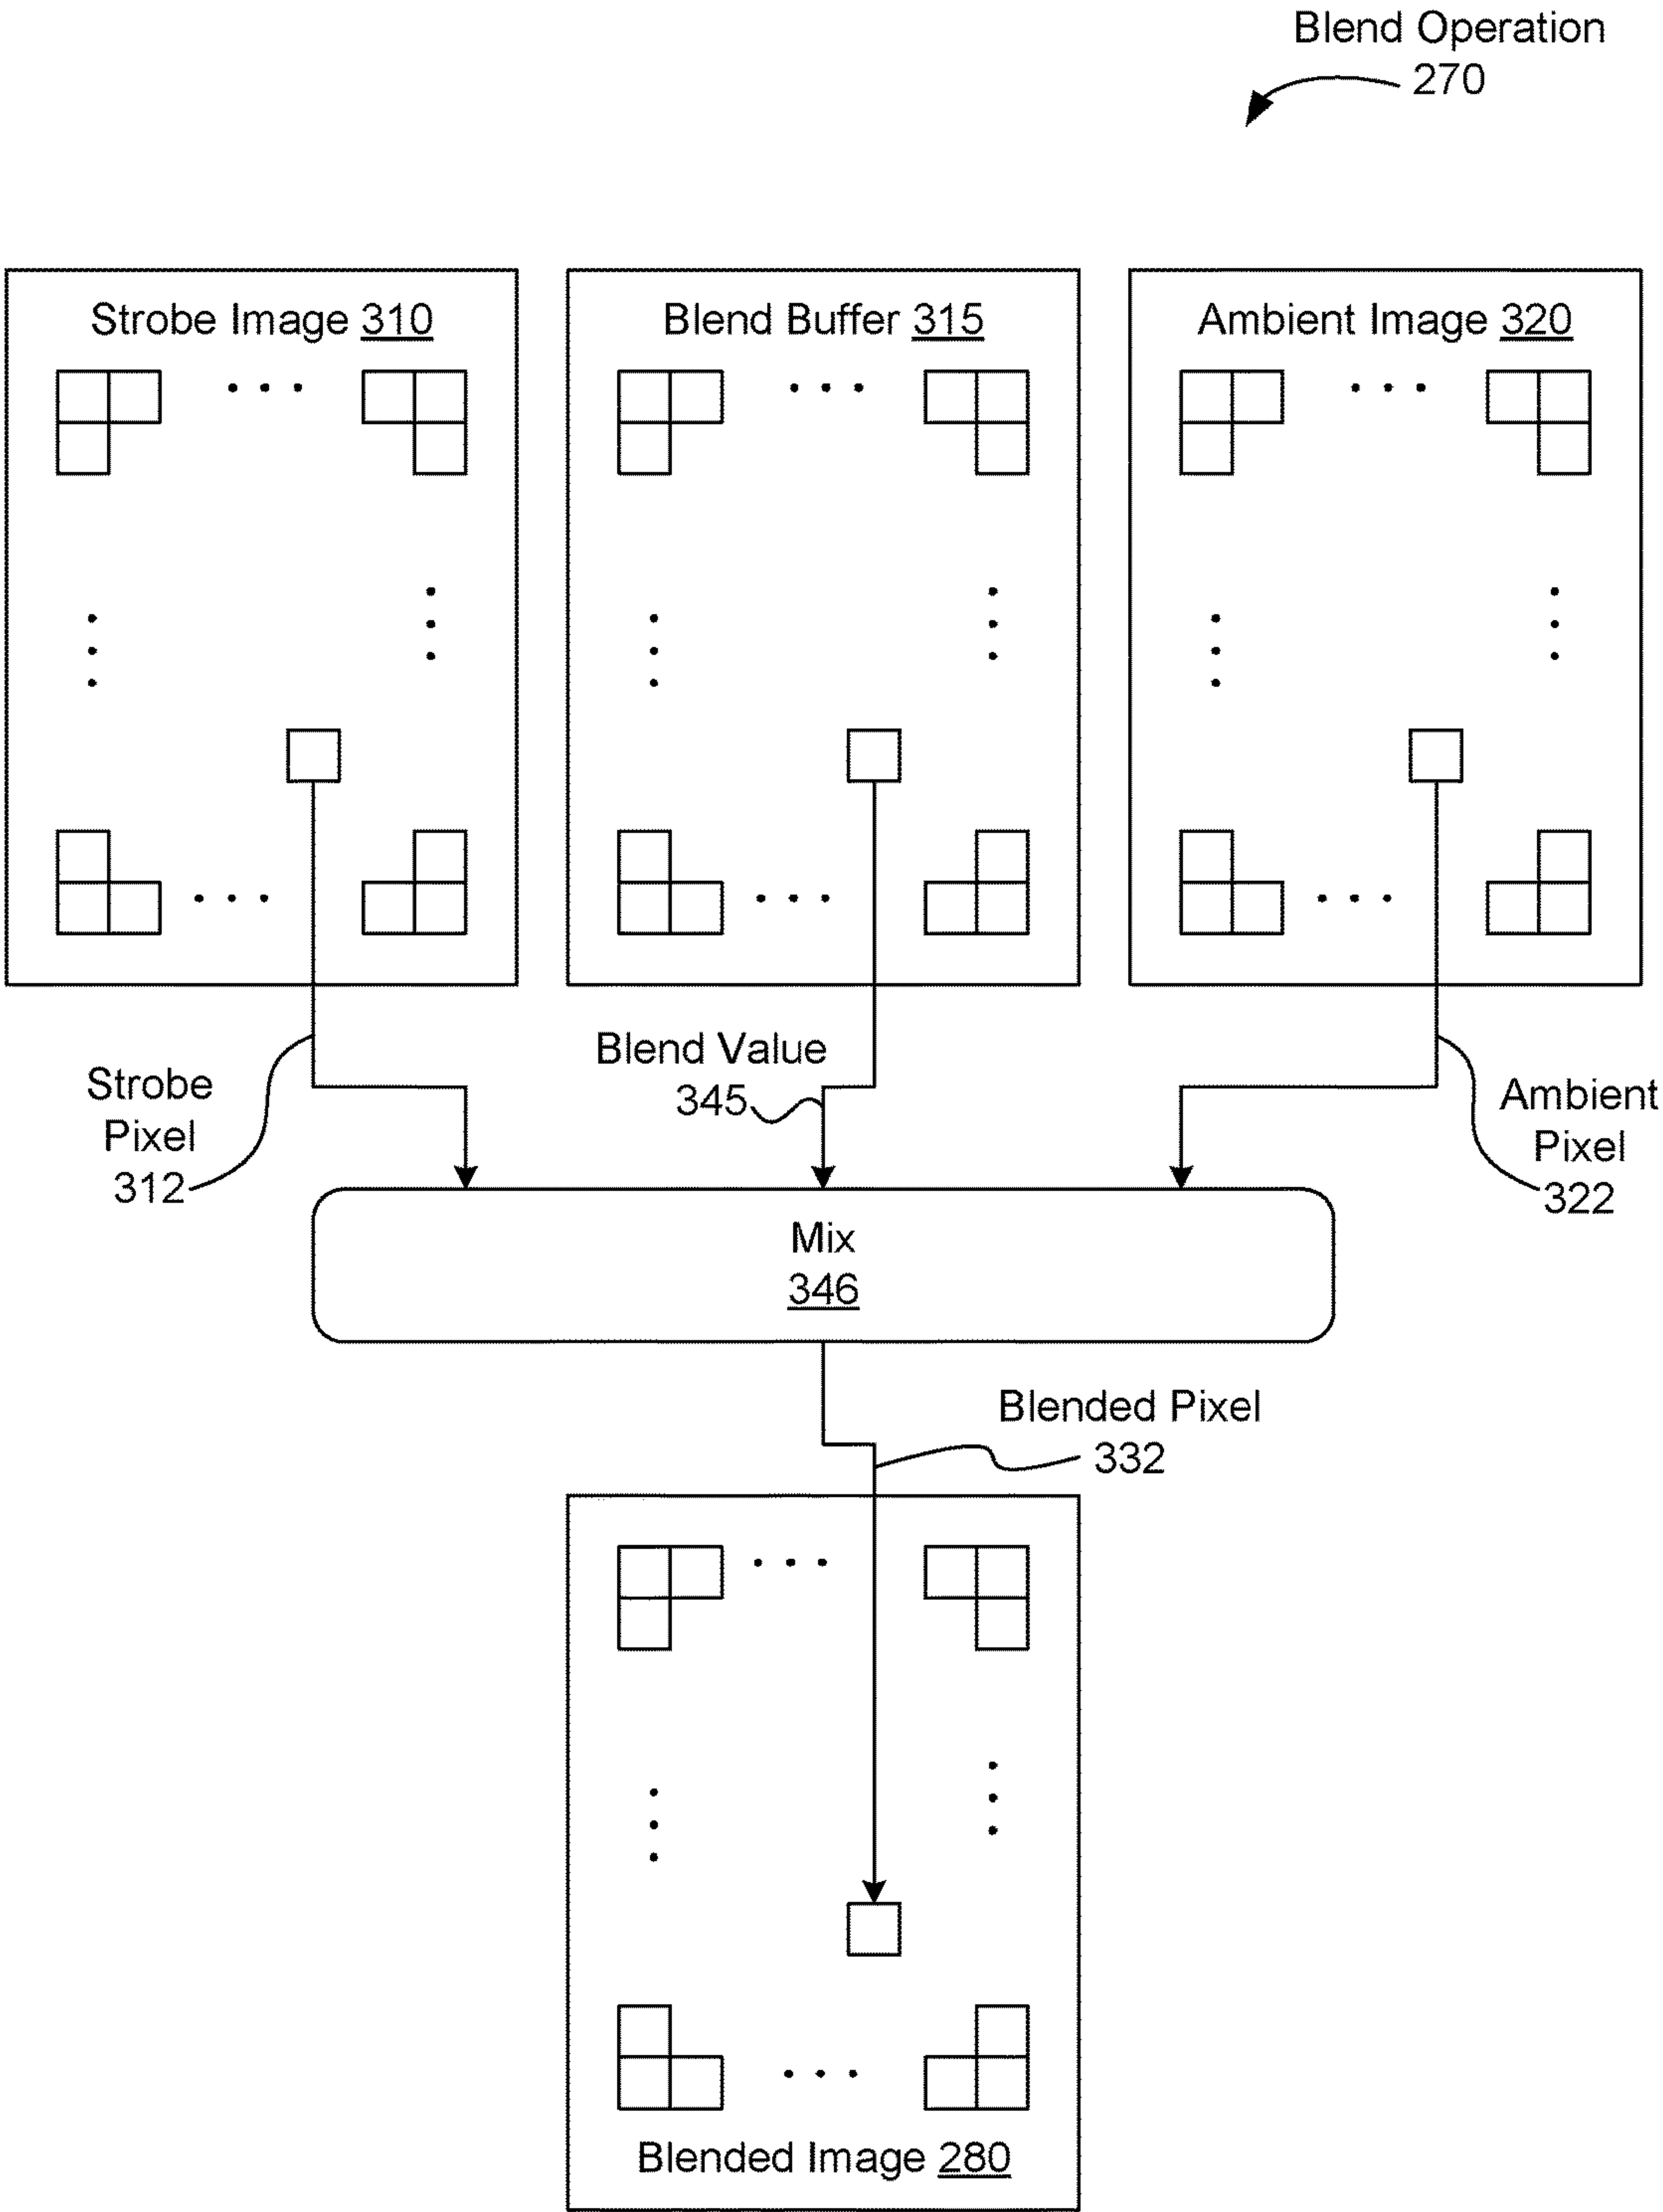 Blend Operation
270
Strobe Image 310
Blend Buffer 315
Ambient Image 320
Blend Value
345
Strobe
Pixel
312
Ambient
Pixel
322
Mix
346
Blended Pixel
332
Blended Image 280